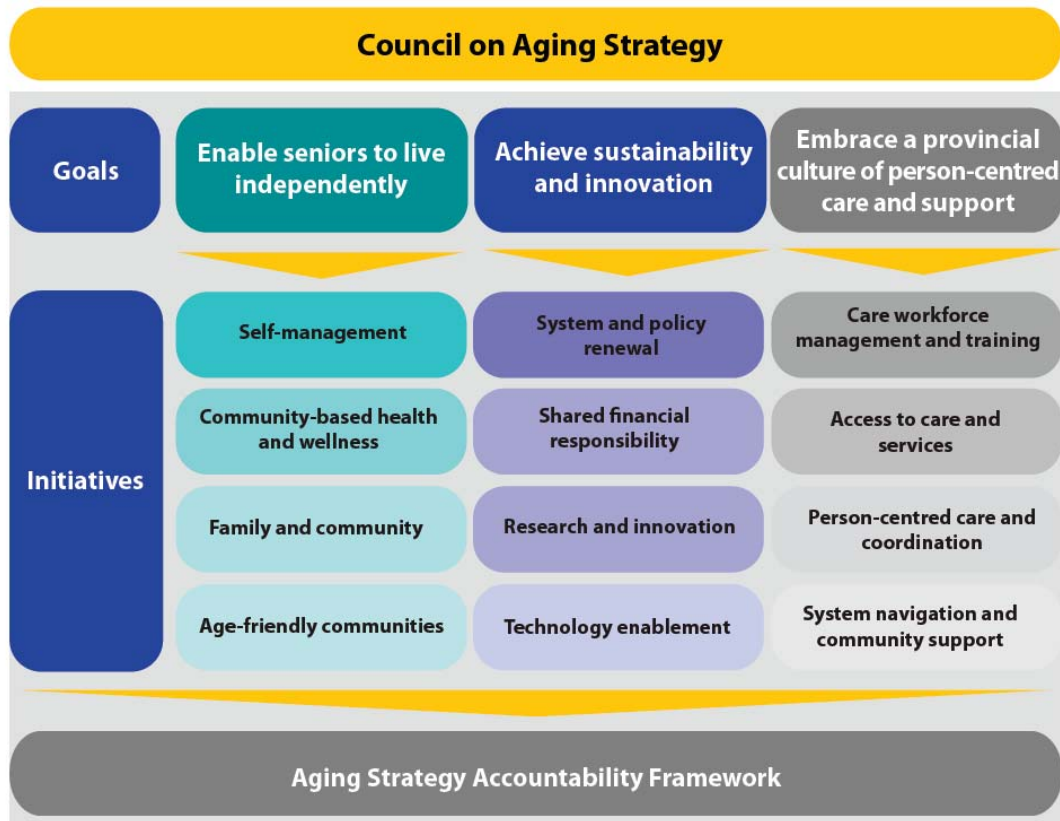 Council on Aging Strategy
Goals
Enable seniors to live
independently
Achieve sustainability
and innovation
Embrace a provincial
culture of person-centred
care and support
Initiatives
Self-management
System and policy
renewal
Care workforce
management and training
Community-based health
and wellness
Shared financial
responsibility
Access to care and
services
Family and community
Research and innovation
Person-centred care and
coordination
Age-friendly communities
Technology enablement
System navigation and
community support
Aging Strategy Accountability Framework